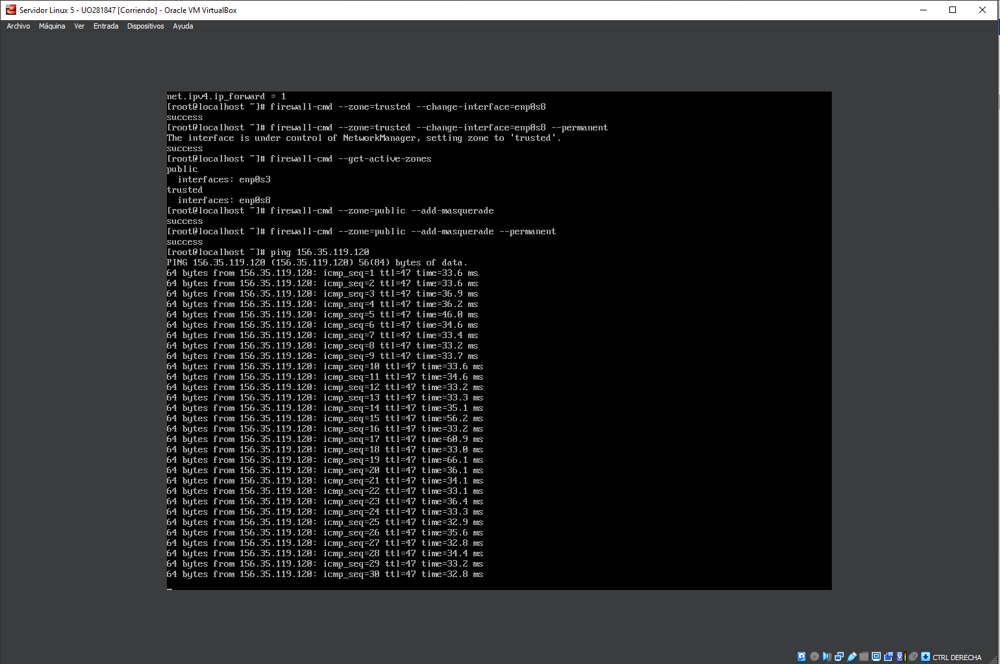 Servidor Linux 5 - UO281847 [Corriendo] - Oracle VM VirtualBox
Archivo Máquina Ver Entrada Dispositivos Ayuda
net.ipv4.ip_forward = 1
[root@localhost ~]# firewall-cmd --zone=trusted --change-interface=enp0s8
success
[root@localhost ~]# firewall-cmd --zone=trusted --change-interface=enp0s8 --permanent
The interface is under control of NetworkManager, setting zone to 'trusted'.
success
[root@localhost ~]# firewall-cmd --get-active-zones
public
  interfaces: enp0s3
trusted
  interfaces: enp0s8
[root@localhost ~]# firewall-cmd --zone=public --add-masquerade
success
[root@localhost ~]# firewall-cmd --zone=public --add-masquerade --permanent
success
[root@localhost ~]# ping 156.35.119.120
PING 156.35.119.120 (156.35.119.120) 56(84) bytes of data.
64 bytes from 156.35.119.120: icmp_seq=1 ttl=47 time=33.6 ms
64 bytes from 156.35.119.120: icmp_seq=2 ttl=47 time=33.6 ms
64 bytes from 156.35.119.120: icmp_seq=3 ttl=47 time=36.9 ms
64 bytes from 156.35.119.120: icmp_seq=4 ttl=47 time=36.2 ms
64 bytes from 156.35.119.120: icmp_seq=5 ttl=47 time=46.0 ms
64 bytes from 156.35.119.120: icmp_seq=6 ttl=47 time=34.6 ms
64 bytes from 156.35.119.120: icmp_seq=7 ttl=47 time=33.4 ms
64 bytes from 156.35.119.120: icmp_seq=8 ttl=47 time=33.2 ms
64 bytes from 156.35.119.120: icmp_seq=9 ttl=47 time=33.7 ms
64 bytes from 156.35.119.120: icmp_seq=10 ttl=47 time=33.6 ms
64 bytes from 156.35.119.120: icmp_seq=11 ttl=47 time=34.6 ms
64 bytes from 156.35.119.120: icmp_seq=12 ttl=47 time=33.2 ms
64 bytes from 156.35.119.120: icmp_seq=13 ttl=47 time=33.3 ms
64 bytes from 156.35.119.120: icmp_seq=14 ttl=47 time=35.1 ms
64 bytes from 156.35.119.120: icmp_seq=15 ttl=47 time=56.2 ms
64 bytes from 156.35.119.120: icmp_seq=16 ttl=47 time=33.2 ms
64 bytes from 156.35.119.120: icmp_seq=17 ttl=47 time=60.9 ms
64 bytes from 156.35.119.120: icmp_seq=18 ttl=47 time=33.0 ms
64 bytes from 156.35.119.120: icmp_seq=19 ttl=47 time=66.1 ms
64 bytes from 156.35.119.120: icmp_seq=20 ttl=47 time=36.1 ms
64 bytes from 156.35.119.120: icmp_seq=21 ttl=47 time=34.1 ms
64 bytes from 156.35.119.120: icmp_seq=22 ttl=47 time=33.1 ms
64 bytes from 156.35.119.120: icmp_seq=23 ttl=47 time=36.4 ms
64 bytes from 156.35.119.120: icmp_seq=24 ttl=47 time=33.3 ms
64 bytes from 156.35.119.120: icmp_seq=25 ttl=47 time=32.9 ms
64 bytes from 156.35.119.120: icmp_seq=26 ttl=47 time=35.6 ms
64 bytes from 156.35.119.120: icmp_seq=27 ttl=47 time=32.8 ms
64 bytes from 156.35.119.120: icmp_seq=28 ttl=47 time=34.4 ms
64 bytes from 156.35.119.120: icmp_seq=29 ttl=47 time=33.2 ms
64 bytes from 156.35.119.120: icmp_seq=30 ttl=47 time=32.8 ms
CTRL DERECHA